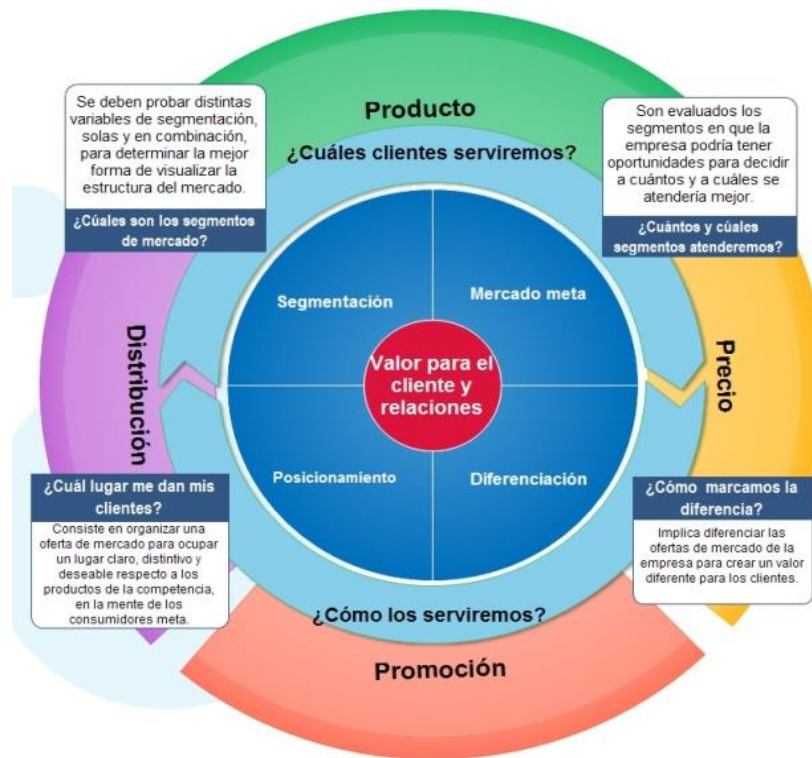 Producto
¿Cuáles clientes serviremos?
Se deben probar distintas
variables de segmentación,
solas y en combinación,
para determinar la mejor
forma de visualizar la
estructura del mercado.
¿Cúales son los segmentos
de mercado?
Son evaluados los
segmentos en que la
empresa podría tener
oportunidades para decidir
a cuántos y a cuáles se
atendería mejor.
¿Cuántos y cúales
segmentos atenderemos?
Segmentación
Mercado meta
Distribución
Valor para el
cliente y
relaciones
Precio
Posicionamiento
Diferenciación
¿Cuál lugar me dan mis
clientes?
Consiste en organizar una
oferta de mercado para ocupar
un lugar claro, distintivo y
deseable respecto a los
productos de la competencia,
en la mente de los
consumidores meta.
¿Cómo marcamos la
diferencia?
Implica diferenciar las
ofertas de mercado de la
empresa para crear un valor
diferente para los clientes.
¿Cómo los serviremos?
Promoción